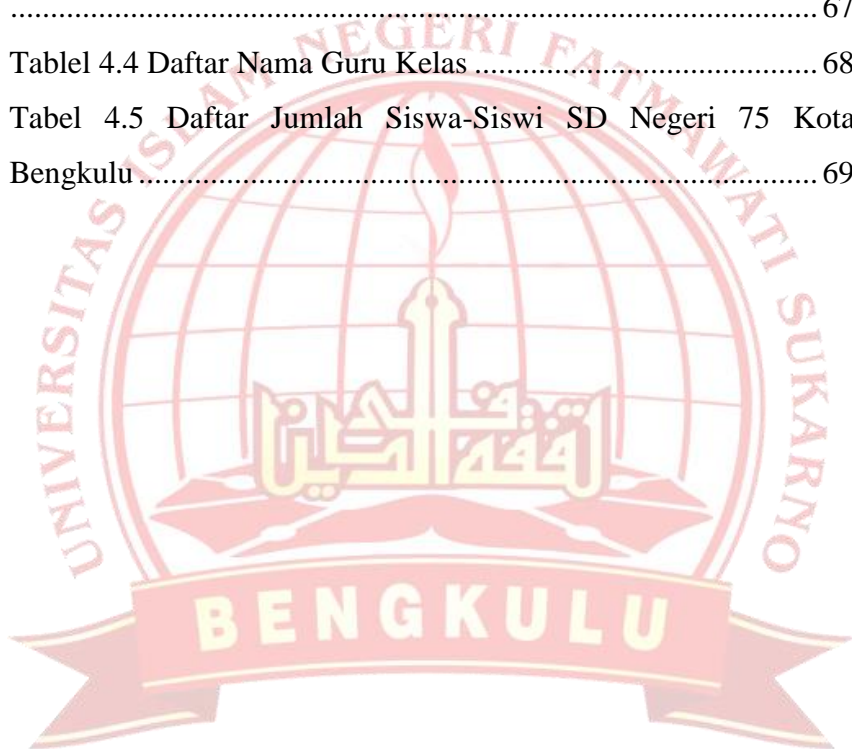 67
Tablel 4.4 Daftar Nama Guru Kelas 68
Tabel 4.5 Daftar Jumlah Siswa-Siswi SD Negeri 75 Kota
Bengkulu 69
UNIVERSITAS ISLAM NEGERI FATMAWATI SUKARNO
BENGKULU